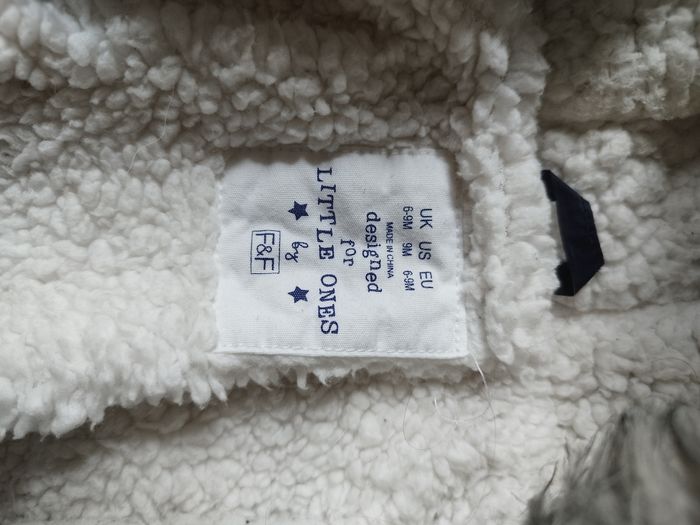 UK US EU
6-9M 9M 6-9M
MADE IN CHINA
designed
for
LITTLE ONES
by
F&F